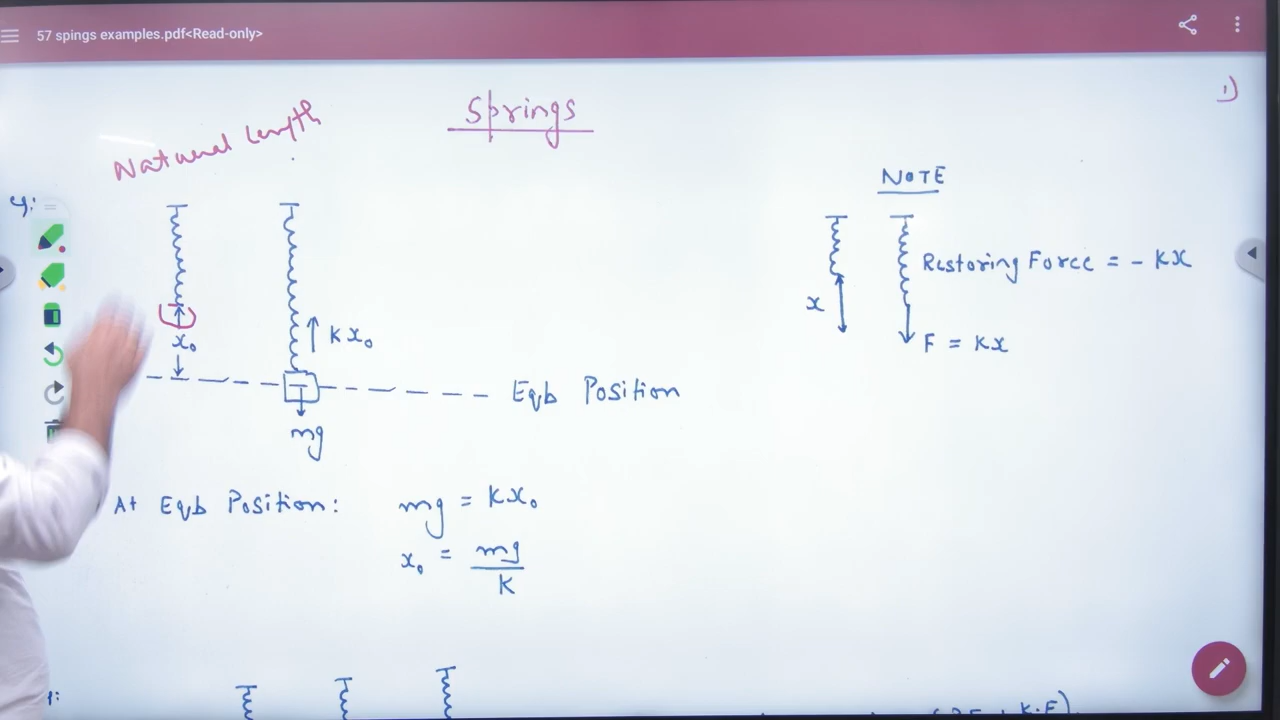 57 spings examples.pdf<Read-only>
1)
Springs
Natural Length
NOTE
Restoring Force = - Kx
x
F = Kx
x₀
Kx₀
Eqb Position
mg
At Eqb Position: mg = Kx₀
x₀ = mg / K